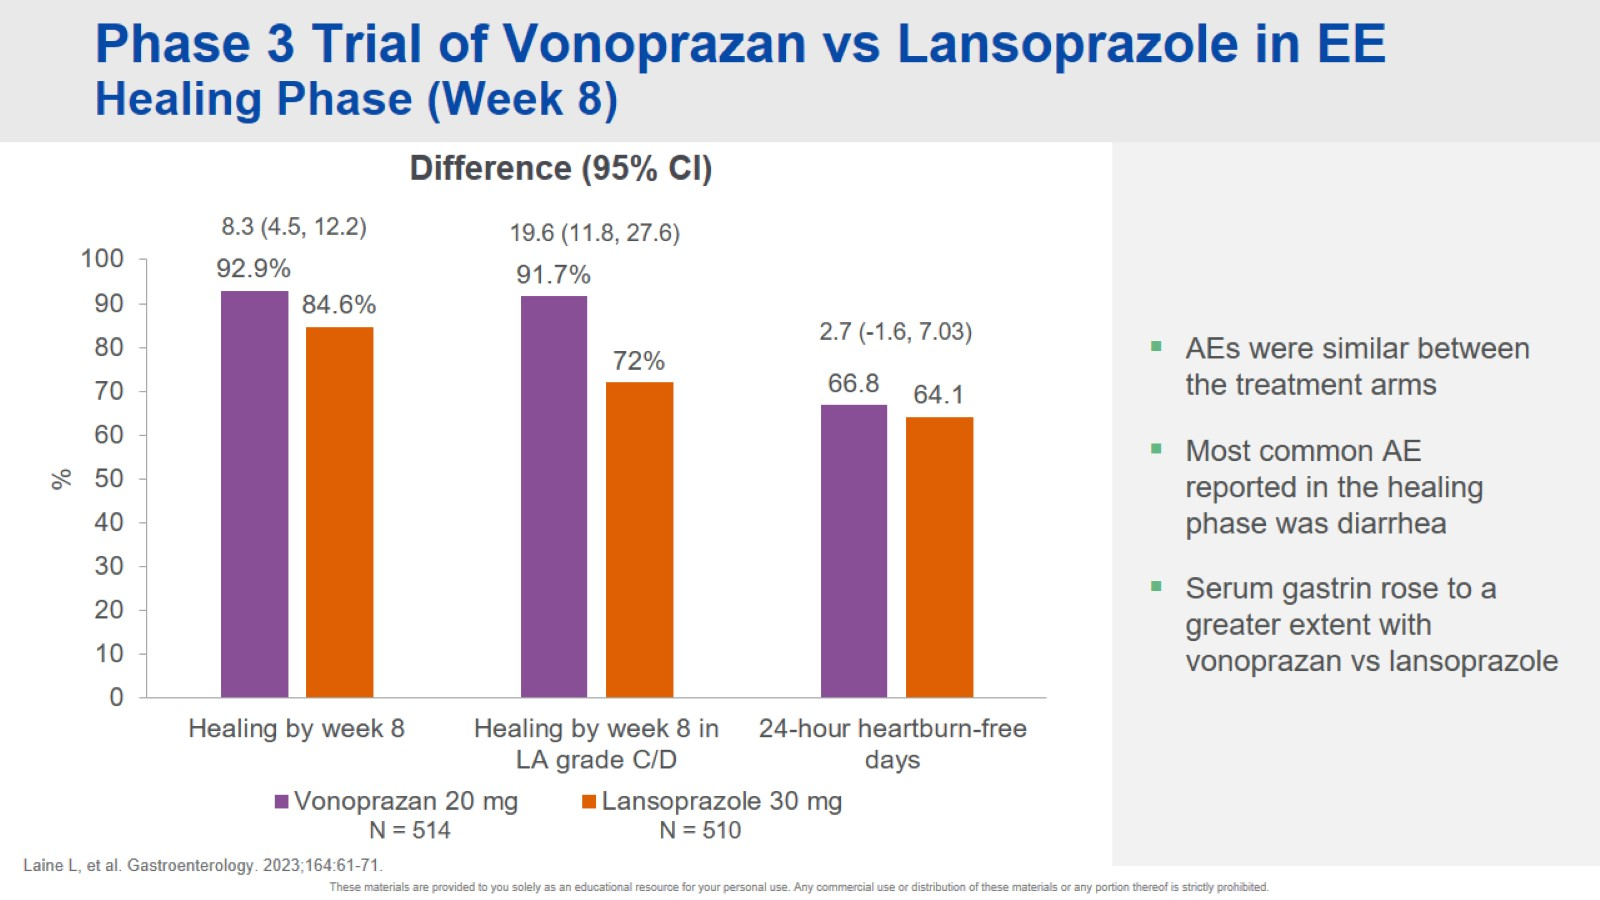 Phase 3 Trial of Vonoprazan vs Lansoprazole in EE
Healing Phase (Week 8)
Difference (95% CI)
8.3 (4.5, 12.2)
19.6 (11.8, 27.6)
2.7 (-1.6, 7.03)
92.9%
84.6%
91.7%
72%
66.8
64.1
%
100
90
80
70
60
50
40
30
20
10
0
Healing by week 8
Healing by week 8 in
LA grade C/D
24-hour heartburn-free
days
Vonoprazan 20 mg
N = 514
Lansoprazole 30 mg
N = 510
▪ AEs were similar between
the treatment arms
▪ Most common AE
reported in the healing
phase was diarrhea
▪ Serum gastrin rose to a
greater extent with
vonoprazan vs lansoprazole
Laine L, et al. Gastroenterology. 2023;164:61-71.
These materials are provided to you solely as an educational resource for your personal use. Any commercial use or distribution of these materials or any portion thereof is strictly prohibited.